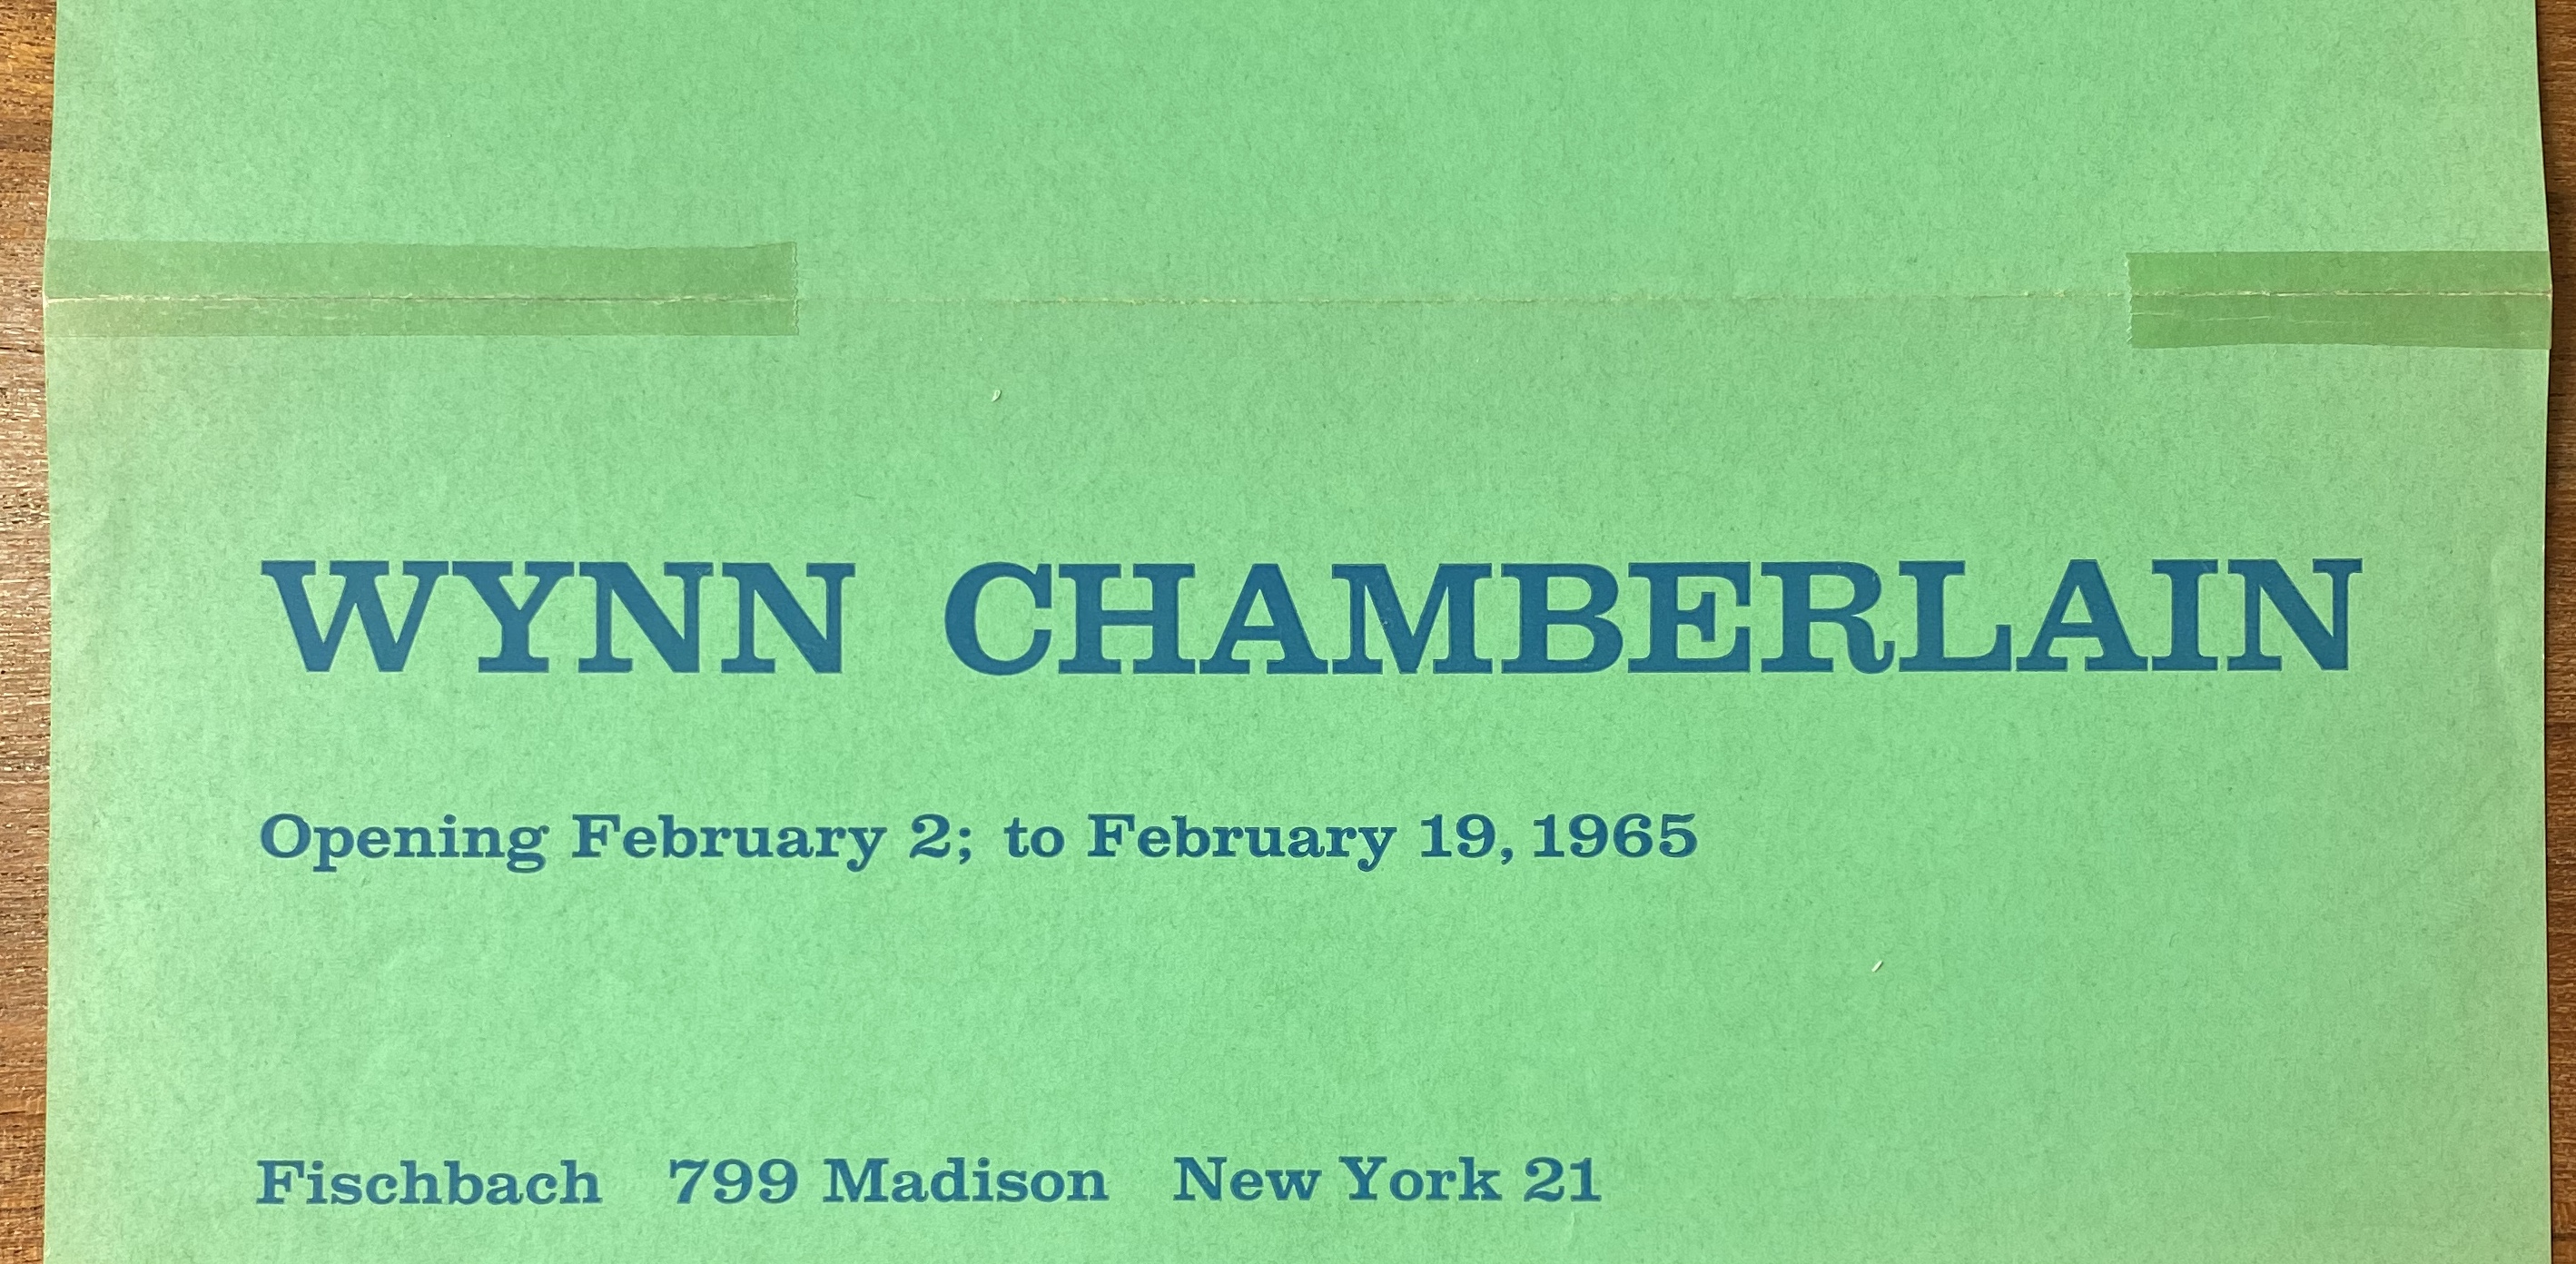 WYNN CHAMBERLAIN
Opening February 2; to February 19, 1965
Fischbach 799 Madison New York 21